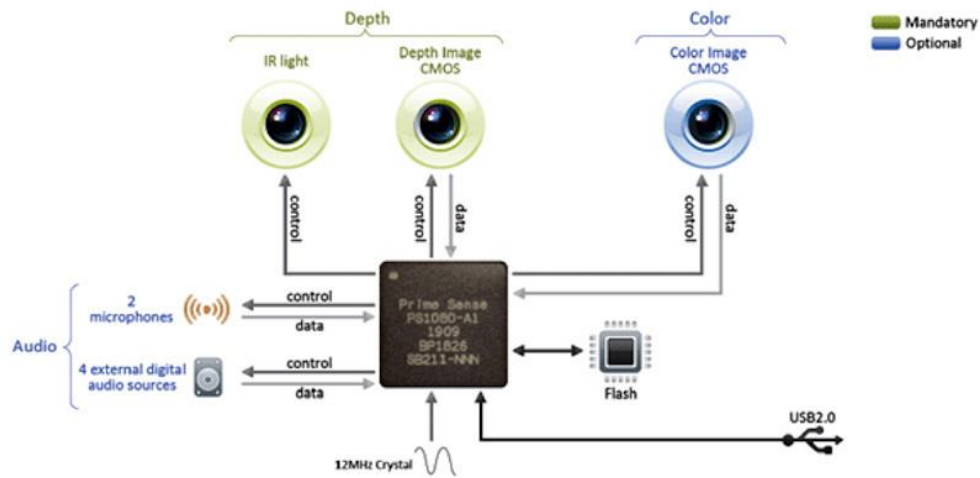 Depth
Color
Mandatory
Optional
IR light
Depth Image
CMOS
Color Image
CMOS
control
control
data
control
data
Prime Sense
PS1080-A1
1909
BP1826
SB211-NNN
Audio
2
microphones
control
data
4 external digital
audio sources
control
data
Flash
USB2.0
12MHz Crystal